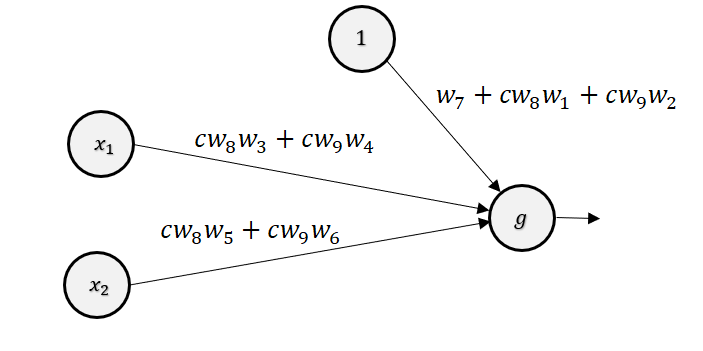 1
w₇ + cw₈w₁ + cw₉w₂
x₁
cw₈w₃ + cw₉w₄
g
cw₈w₅ + cw₉w₆
x₂